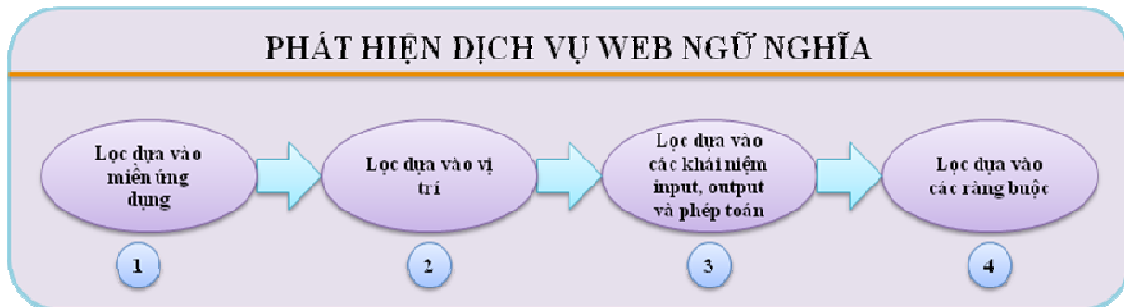 PHÁT HIỆN DỊCH VỤ WEB NGỮ NGHĨA
Lọc dựa vào
miền ứng
dụng
Lọc dựa vào vị
trí
Lọc dựa vào
các khái niệm
input, output
và phép toán
Lọc dựa vào
các ràng buộc
1
2
3
4